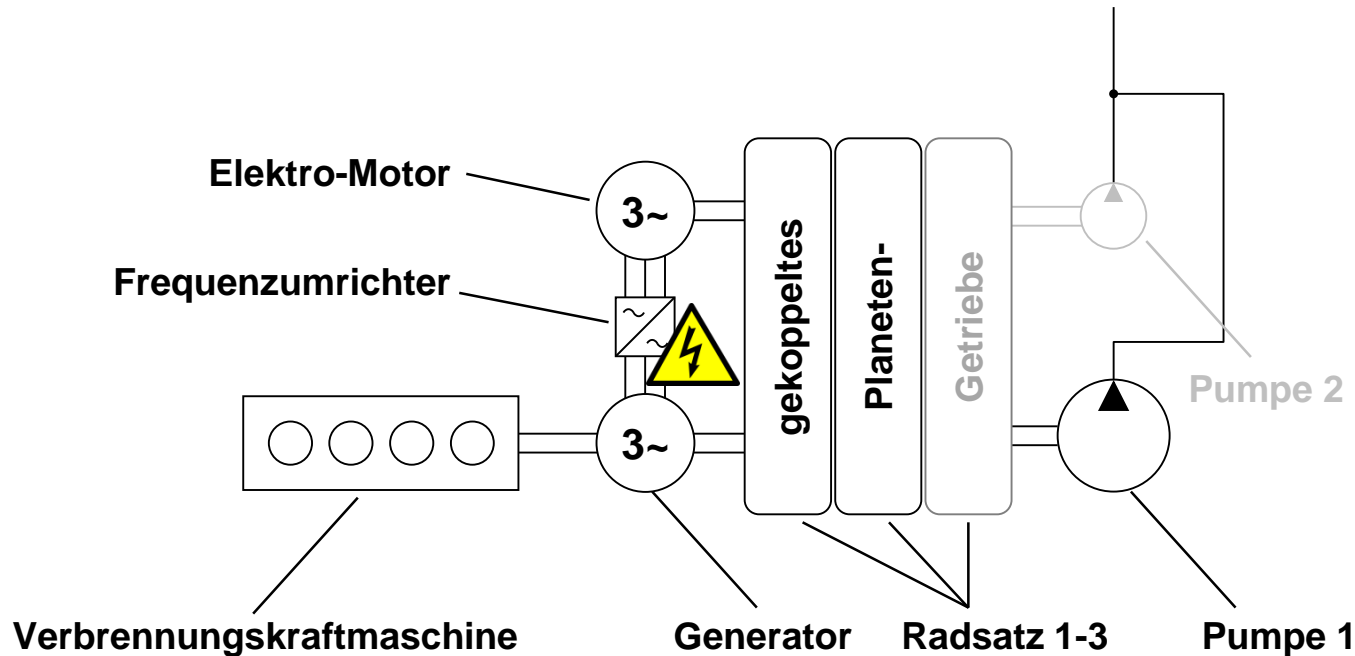 Elektro-Motor
3~
Frequenzumrichter
gekoppeltes
Planeten-
Getriebe
Pumpe 2
3~
Verbrennungskraftmaschine
Generator
Radsatz 1-3
Pumpe 1